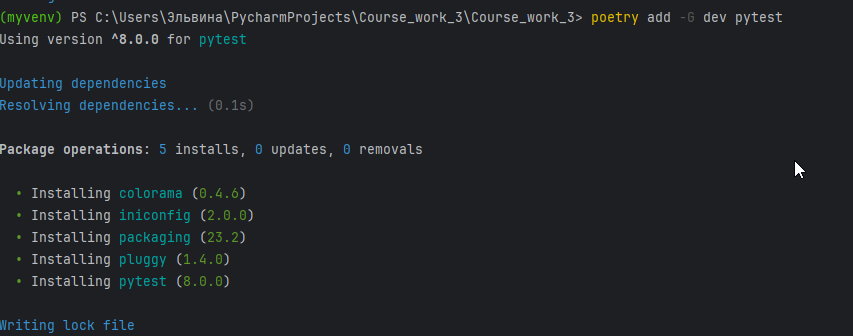 (myvenv) PS C:\Users\Эльвина\PycharmProjects\Course_work_3\Course_work_3> poetry add -G dev pytest
Using version ^8.0.0 for pytest
Updating dependencies
Resolving dependencies... (0.1s)
Package operations: 5 installs, 0 updates, 0 removals
• Installing colorama (0.4.6)
• Installing iniconfig (2.0.0)
• Installing packaging (23.2)
• Installing pluggy (1.4.0)
• Installing pytest (8.0.0)
Writing lock file